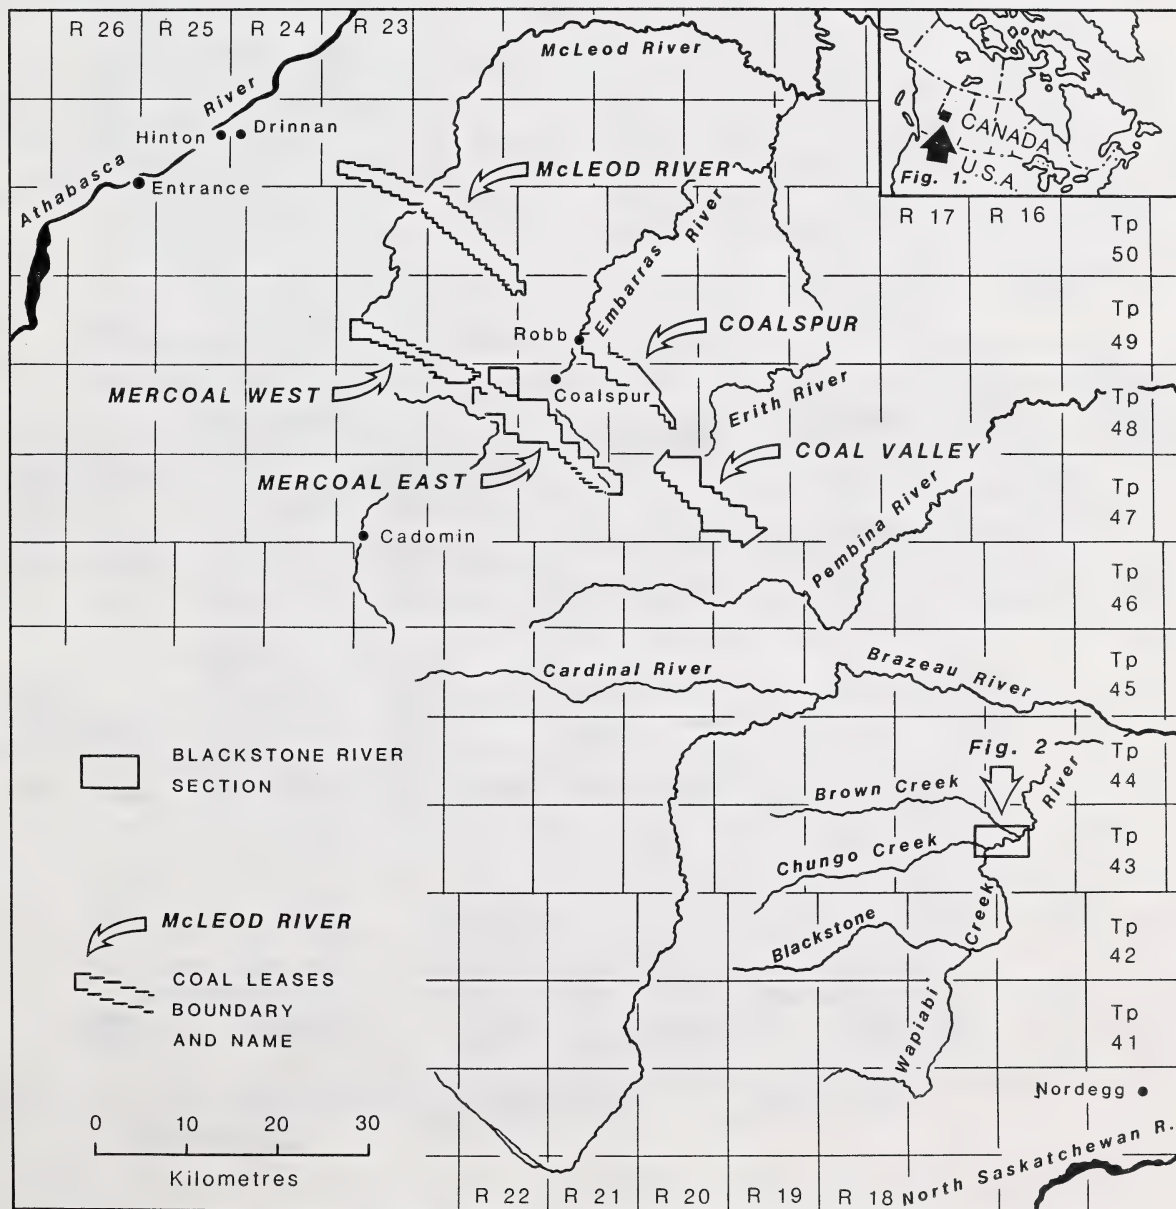 R 26
R 25
R 24
R 23
McLeod River
Athabasca River
Hinton
Drinnan
Entrance
McLEOD RIVER
CANADA
U.S.A.
Fig. 1.
R 17
R 16
Tp
50
Embarras River
Robb
COALSPUR
Tp
49
MERCOAL WEST
Coalspur
Erith River
Tp
48
MERCOAL EAST
COAL VALLEY
Tp
47
Cadomin
Pembina River
Tp
46
Cardinal River
Brazeau River
Tp
45
BLACKSTONE RIVER
SECTION
Fig. 2
Tp
44
Brown Creek
River
Chungo Creek
Tp
43
McLEOD RIVER
Blackstone
Creek
Tp
42
COAL LEASES
BOUNDARY
AND NAME
Wapiabi
Tp
41
Nordegg
0 10 20 30
Kilometres
R 22
R 21
R 20
R 19
R 18
North Saskatchewan R.